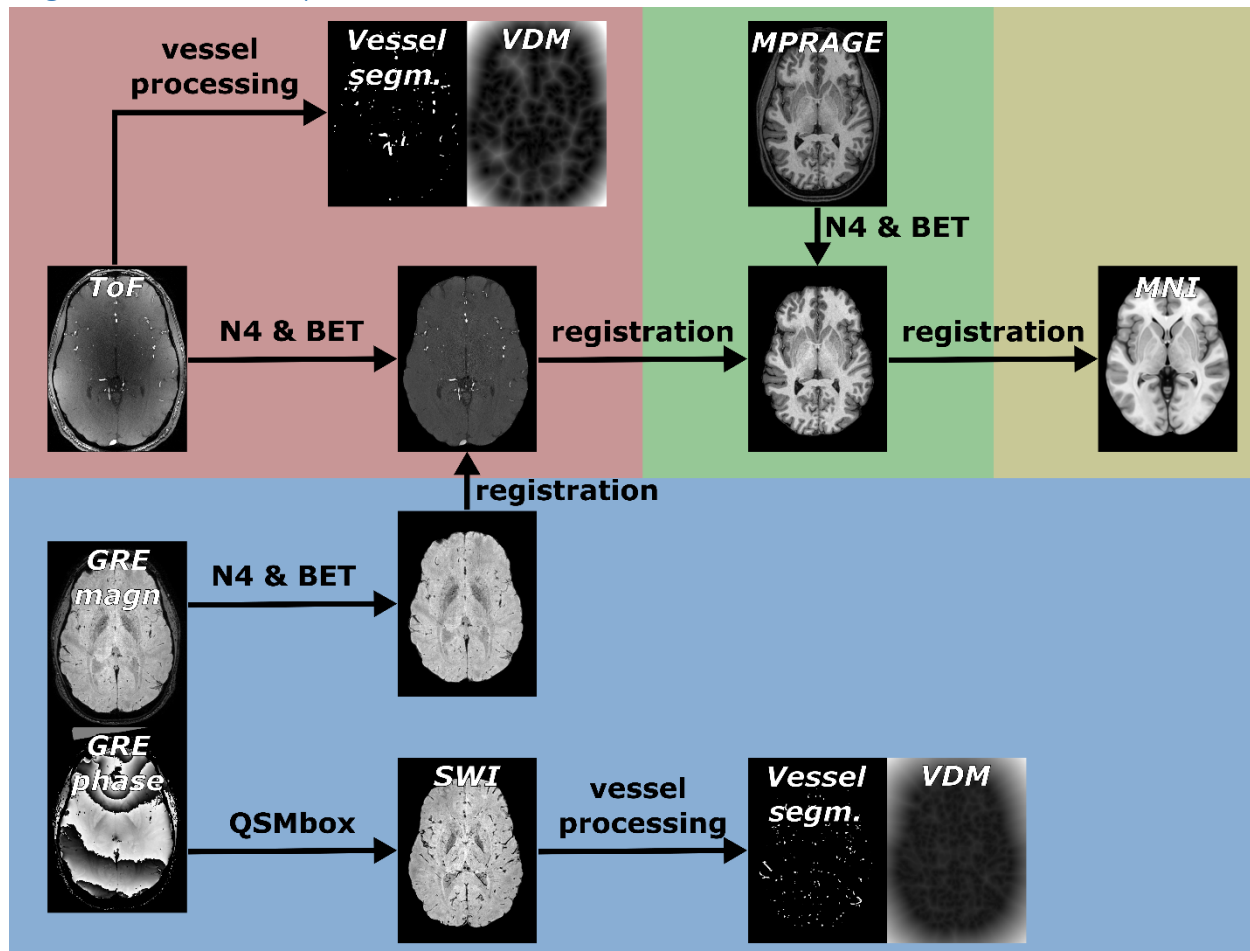 vessel
processing
Vessel
segm.
VDM
MPRAGE
N4 & BET
ToF
N4 & BET
registration
registration
MNI
registration
GRE
magn
N4 & BET
GRE
phase
QSMbox
SWI
vessel
processing
Vessel
segm.
VDM